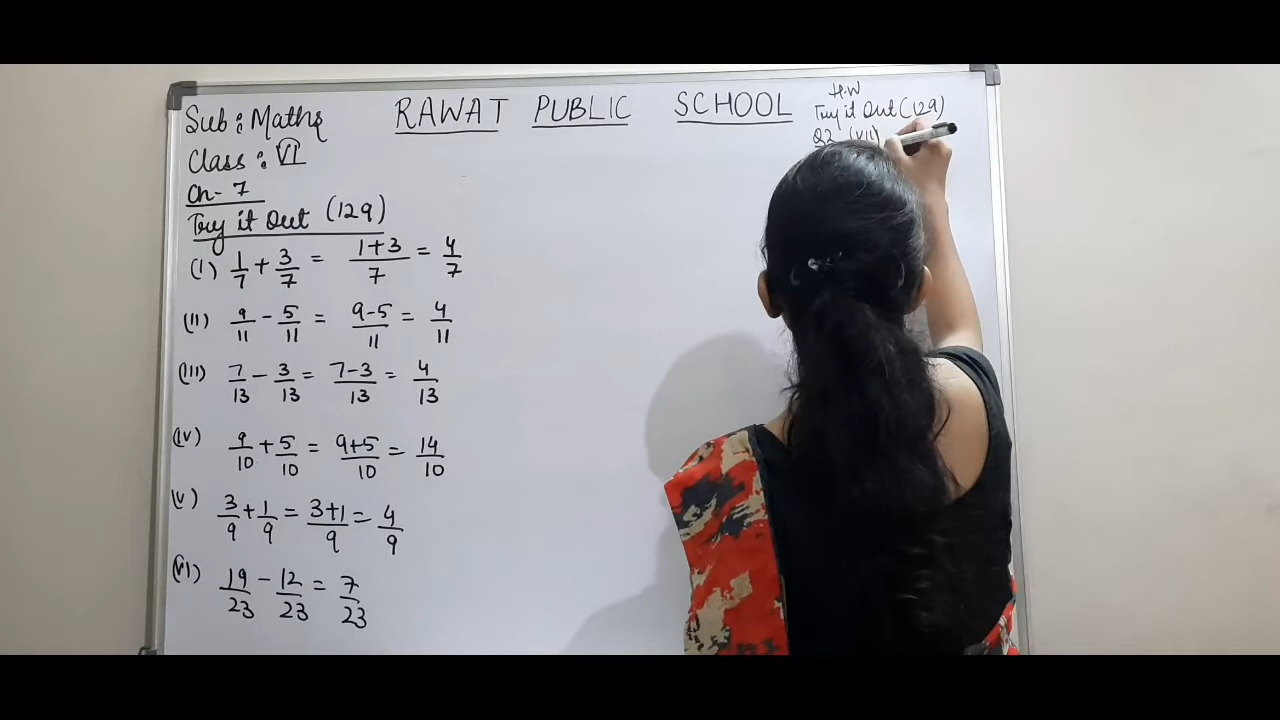 RAWAT PUBLIC SCHOOL
Sub : Maths
Class : VI
Ch- 7
Try it Out (129)
(I) 1/7 + 3/7 = 1+3/7 = 4/7
(II) 9/11 - 5/11 = 9-5/11 = 4/11
(III) 7/13 - 3/13 = 7-3/13 = 4/13
(iv) 9/10 + 5/10 = 9+5/10 = 14/10
(v) 3/9 + 1/9 = 3+1/9 = 4/9
(vi) 19/23 - 12/23 = 7/23
H.W
Try it Out (129)
Q2 (VII)